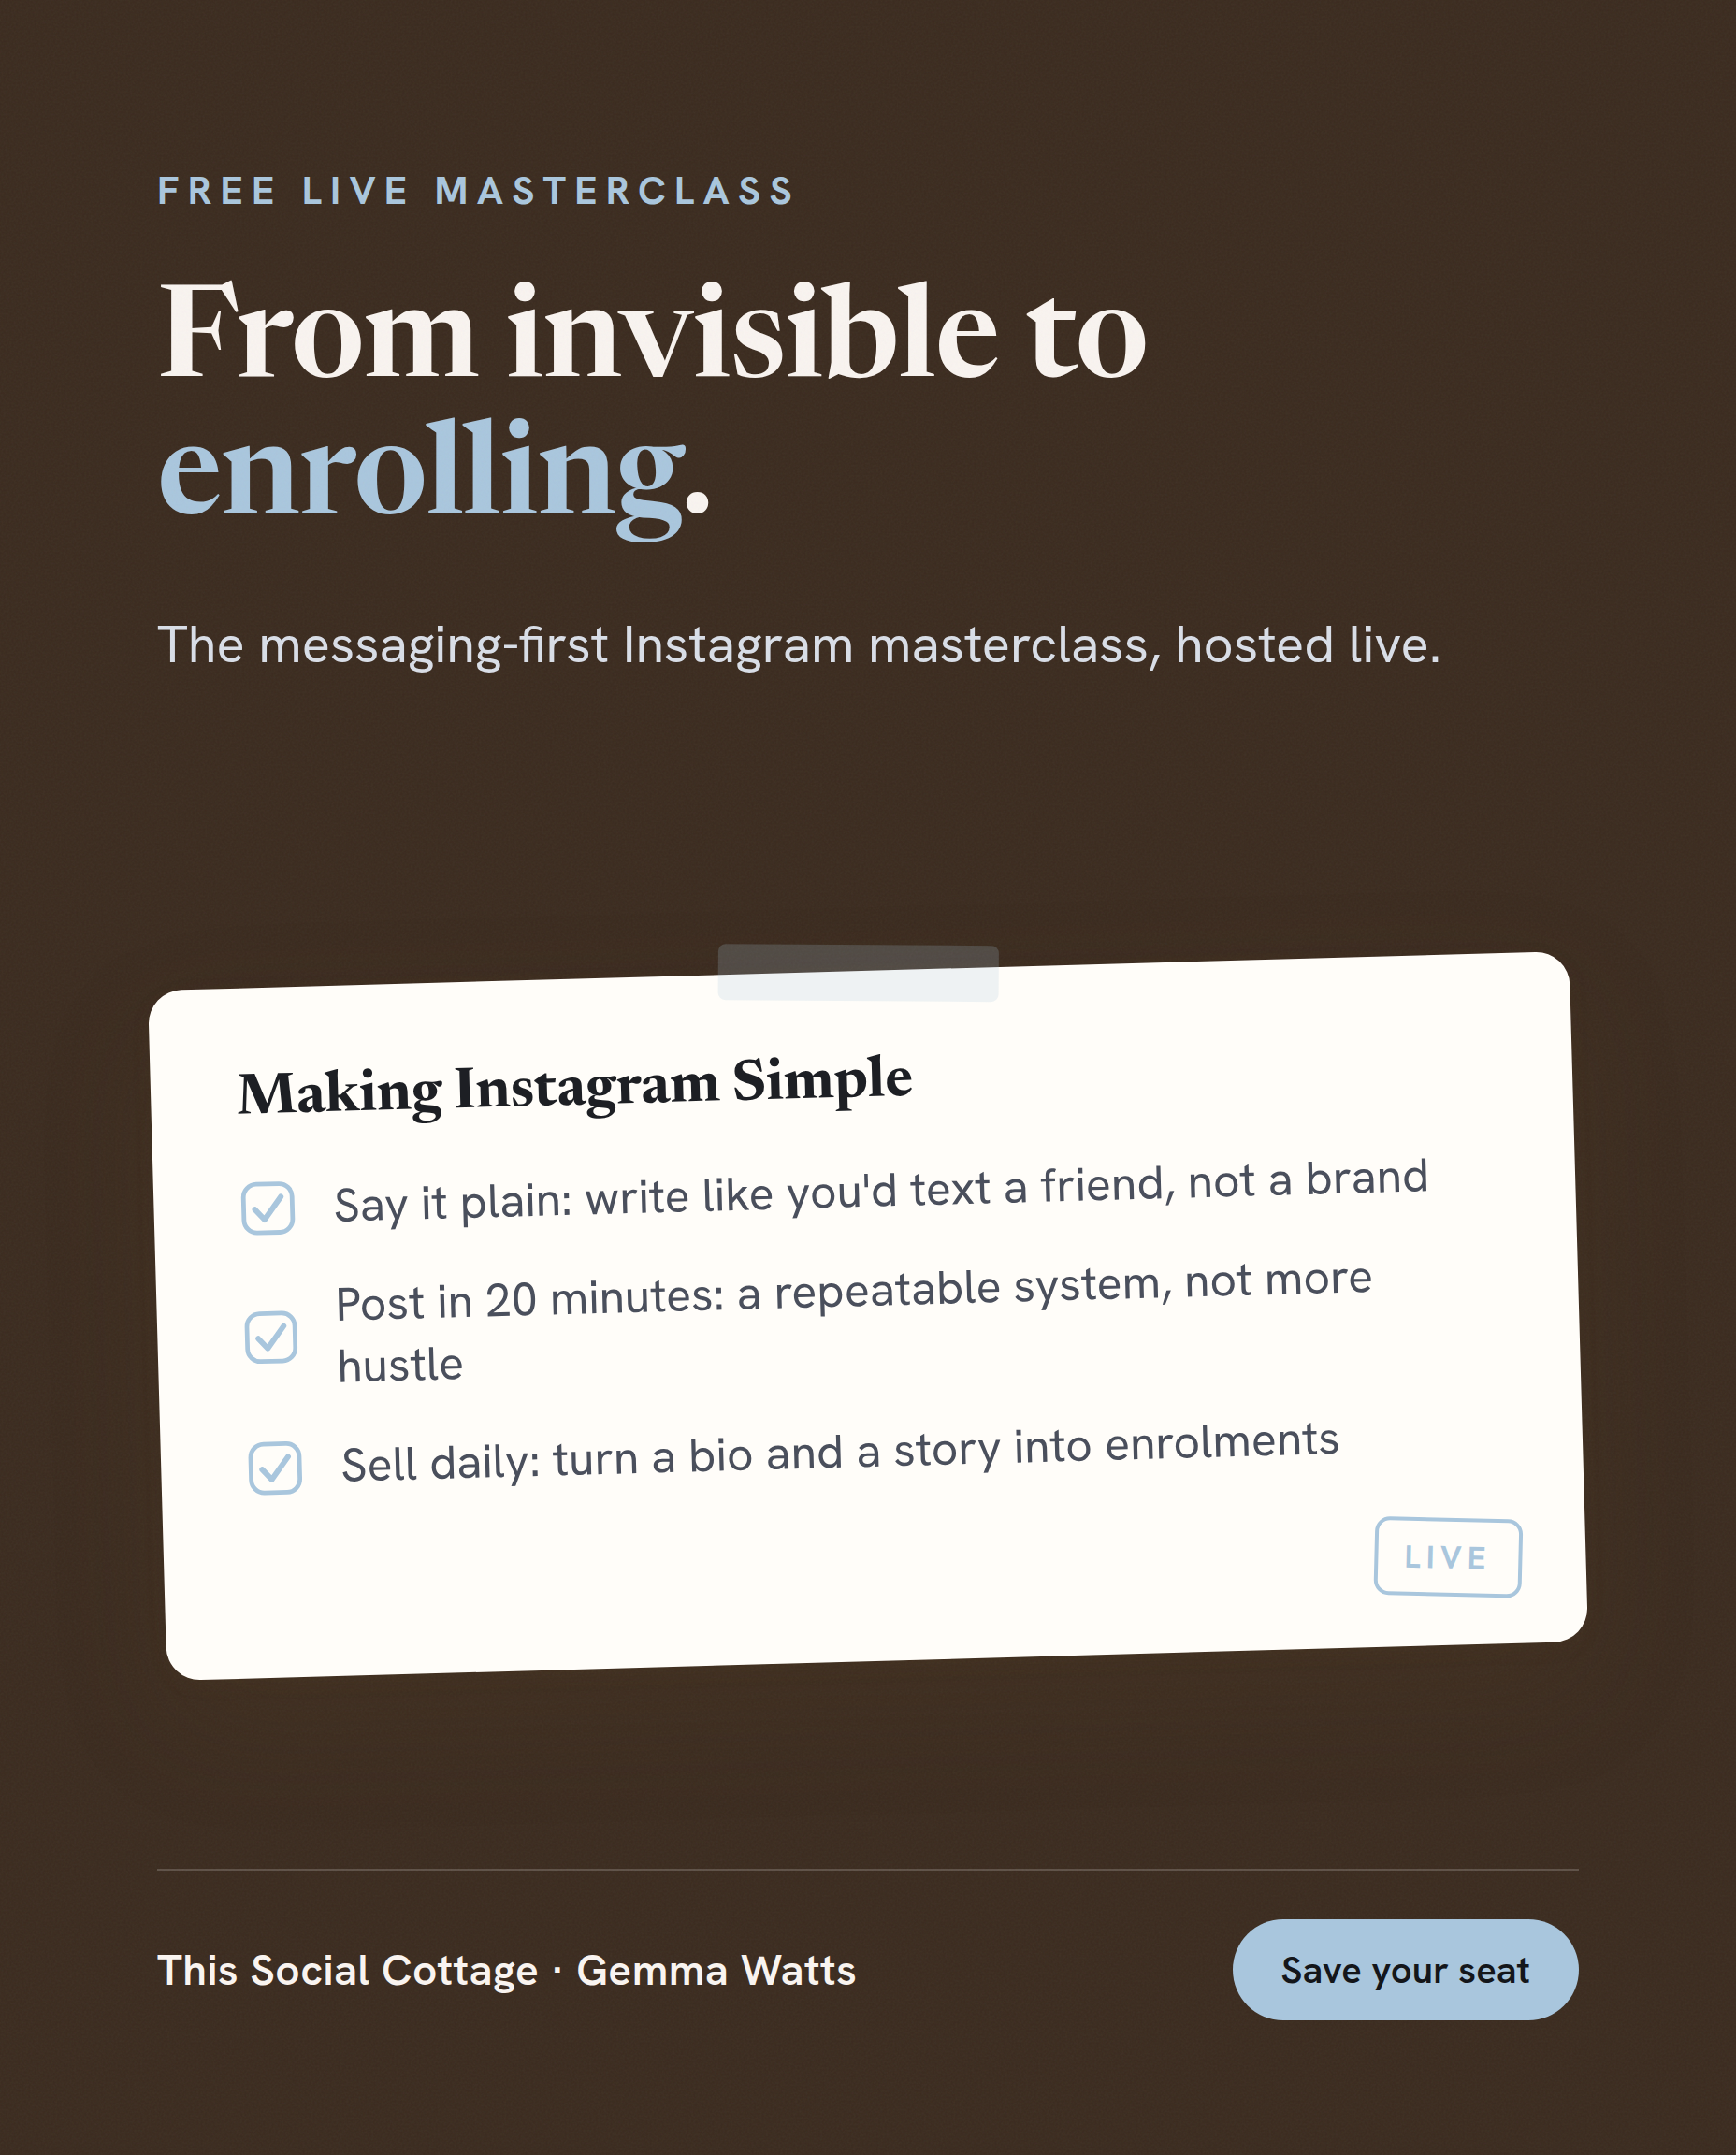 FREE LIVE MASTERCLASS
From invisible to
enrolling.
The messaging-first Instagram masterclass, hosted live.
Making Instagram Simple
Say it plain: write like you'd text a friend, not a brand
Post in 20 minutes: a repeatable system, not more
hustle
Sell daily: turn a bio and a story into enrolments
LIVE
This Social Cottage · Gemma Watts
Save your seat